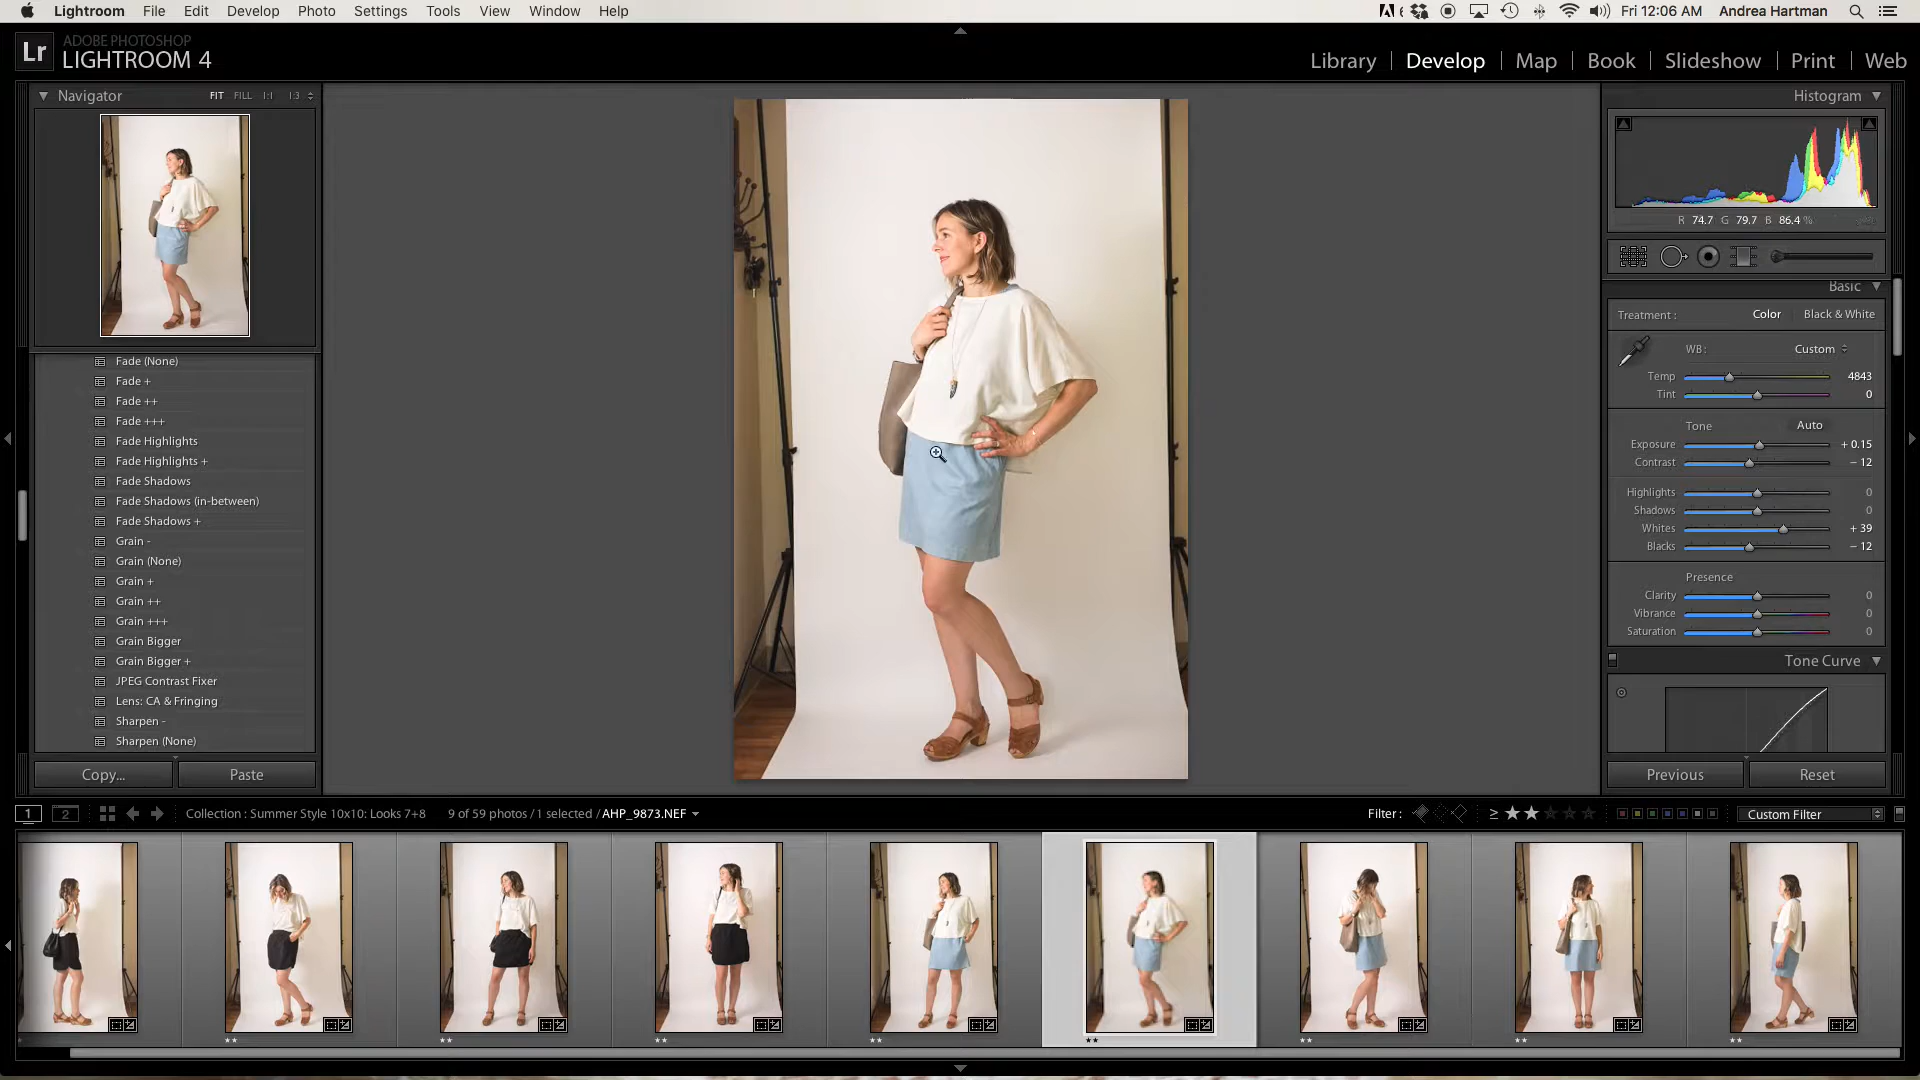 Lightroom File Edit Develop Photo Settings Tools View Window Help
Fri 12:06 AM Andrea Hartman
Lr
ADOBE PHOTOSHOP
LIGHTROOM 4
Library Develop Map Book Slideshow Print Web
Navigator FIT FILL 1:1 1:3
Histogram
R 74.7 G 79.7 B 86.4 %
Basic
Treatment : Color Black & White
WB: Custom
Temp 4843
Tint 0
Tone Auto
Exposure + 0.15
Contrast – 12
Highlights 0
Shadows 0
Whites + 39
Blacks – 12
Presence
Clarity 0
Vibrance 0
Saturation 0
Tone Curve
Previous Reset
Fade (None)
Fade +
Fade ++
Fade +++
Fade Highlights
Fade Highlights +
Fade Shadows
Fade Shadows (in-between)
Fade Shadows +
Grain -
Grain (None)
Grain +
Grain ++
Grain +++
Grain Bigger
Grain Bigger +
JPEG Contrast Fixer
Lens: CA & Fringing
Sharpen -
Sharpen (None)
Copy... Paste
1 2 Collection : Summer Style 10x10: Looks 7+8 9 of 59 photos / 1 selected / AHP_9873.NEF Filter : ≥ ★★ Custom Filter